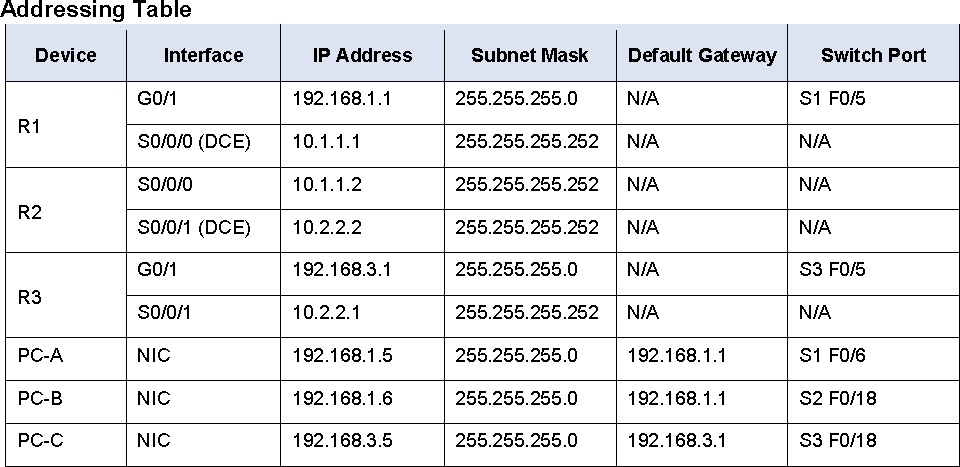 Addressing Table
Device Interface IP Address Subnet Mask Default Gateway Switch Port
R1 G0/1 192.168.1.1 255.255.255.0 N/A S1 F0/5
S0/0/0 (DCE) 10.1.1.1 255.255.255.252 N/A N/A
R2 S0/0/0 10.1.1.2 255.255.255.252 N/A N/A
S0/0/1 (DCE) 10.2.2.2 255.255.255.252 N/A N/A
R3 G0/1 192.168.3.1 255.255.255.0 N/A S3 F0/5
S0/0/1 10.2.2.1 255.255.255.252 N/A N/A
PC-A NIC 192.168.1.5 255.255.255.0 192.168.1.1 S1 F0/6
PC-B NIC 192.168.1.6 255.255.255.0 192.168.1.1 S2 F0/18
PC-C NIC 192.168.3.5 255.255.255.0 192.168.3.1 S3 F0/18